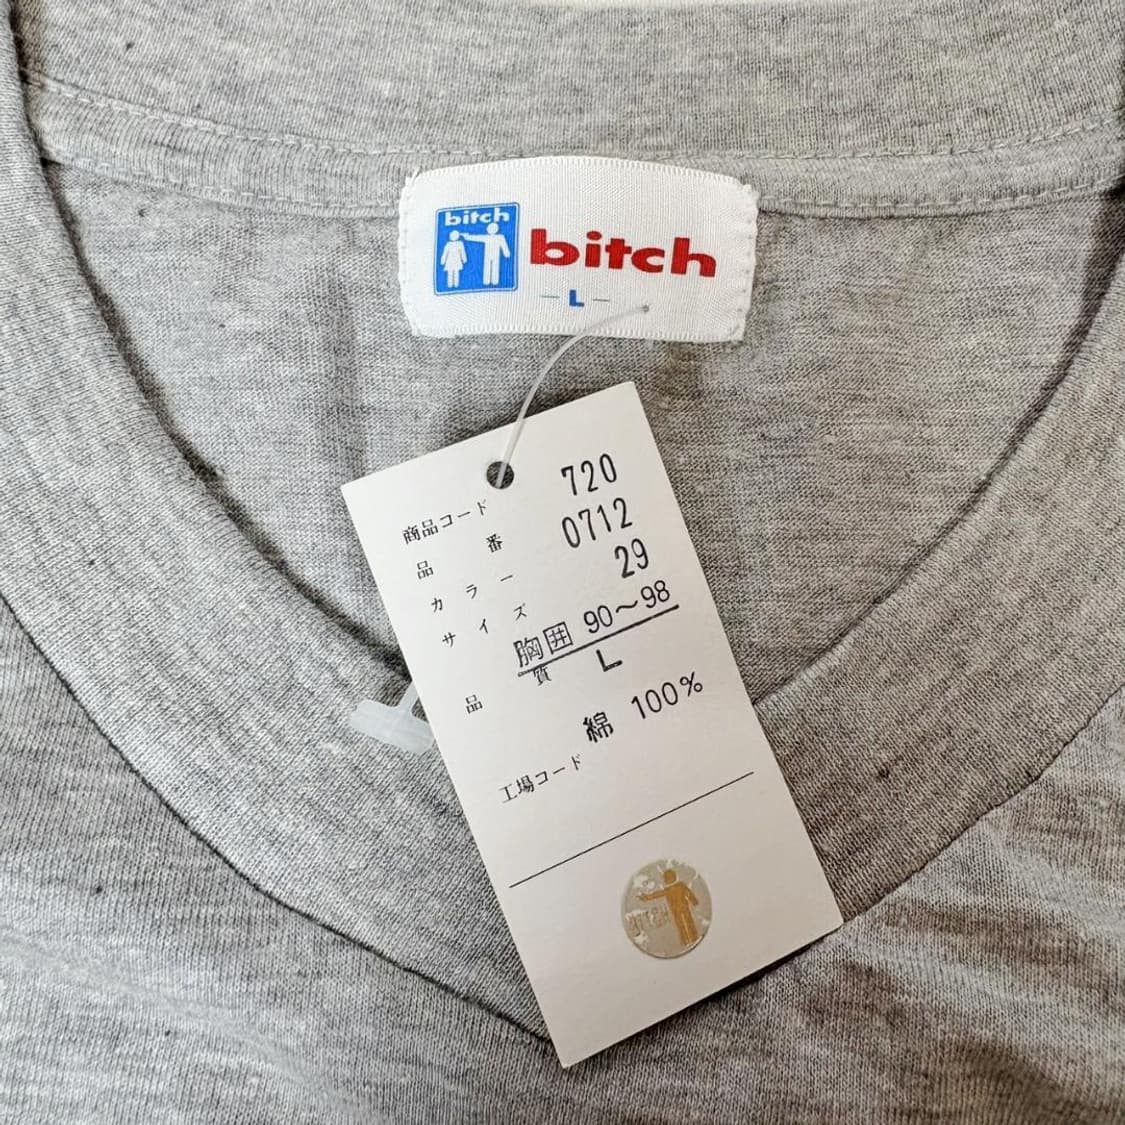 bitch
bitch
L
商品コード 720
品番 0712
カラー 29
サイズ
胸囲 90〜98
L
品質
綿 100%
工場コード